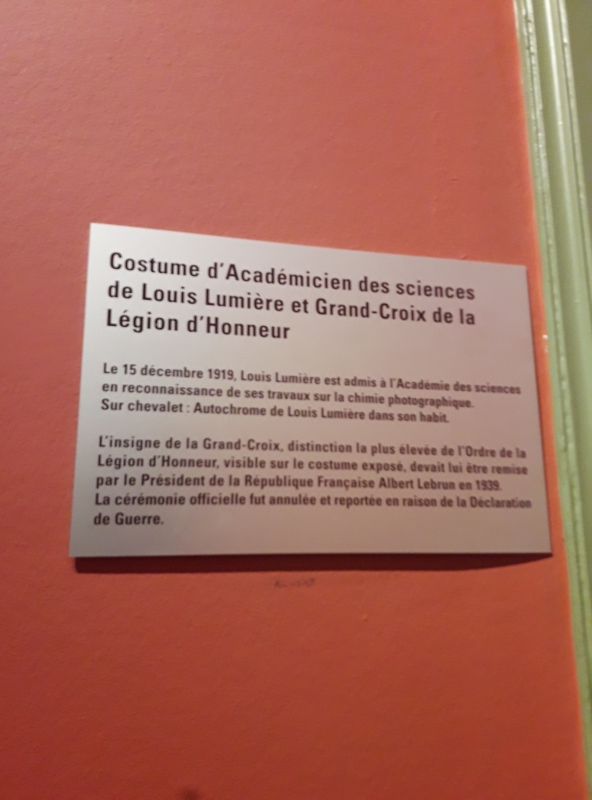 Costume d'Académicien des sciences
de Louis Lumière et Grand-Croix de la
Légion d'Honneur
Le 15 décembre 1919, Louis Lumière est admis à l'Académie des sciences
en reconnaissance de ses travaux sur la chimie photographique.
Sur chevalet : Autochrome de Louis Lumière dans son habit.
L'insigne de la Grand-Croix, distinction la plus élevée de l'Ordre de la
Légion d'Honneur, visible sur le costume exposé, devait lui être remise
par le Président de la République Française Albert Lebrun en 1939.
La cérémonie officielle fut annulée et reportée en raison de la Déclaration
de Guerre.